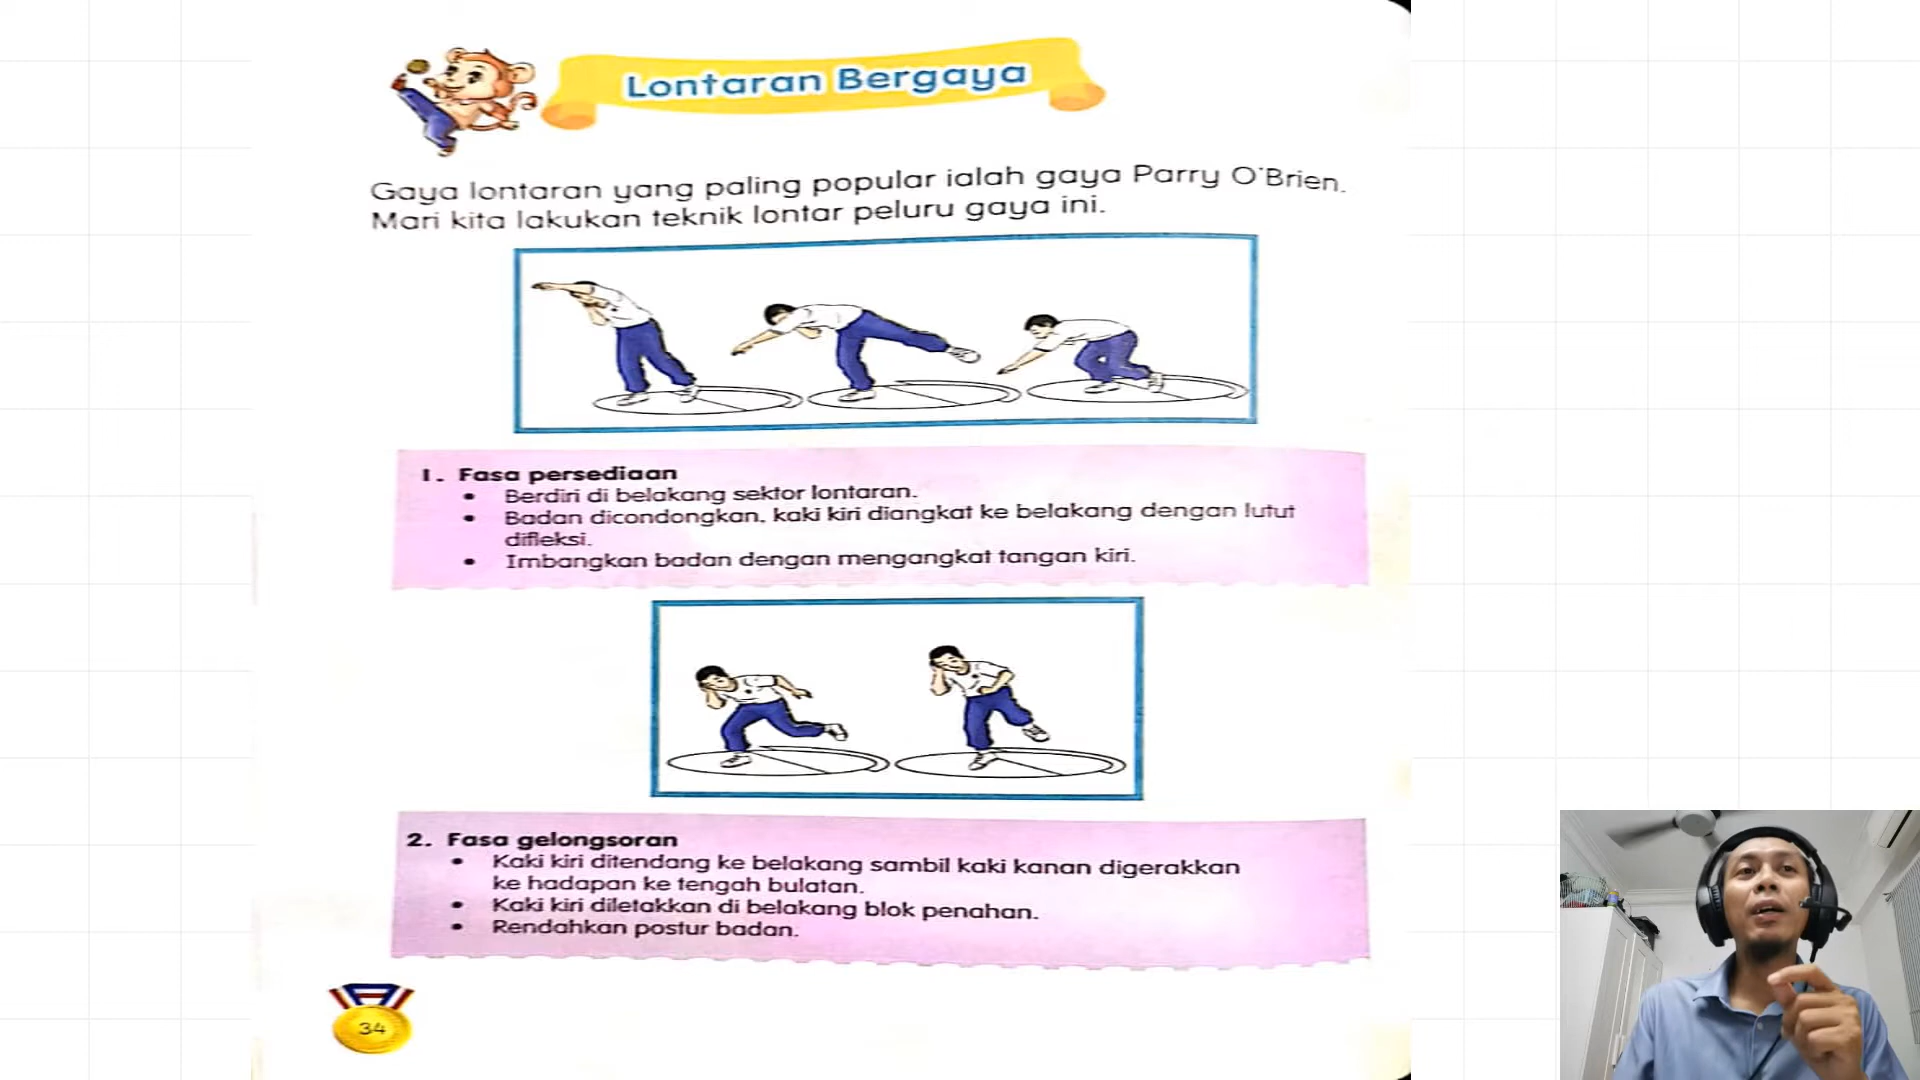 Lontaran Bergaya
Gaya lontaran yang paling popular ialah gaya Parry O'Brien.
Mari kita lakukan teknik lontar peluru gaya ini.
1. Fasa persediaan
• Berdiri di belakang sektor lontaran.
• Badan dicondongkan, kaki kiri diangkat ke belakang dengan lutut
difleksi.
• Imbangkan badan dengan mengangkat tangan kiri.
2. Fasa gelongsoran
• Kaki kiri ditendang ke belakang sambil kaki kanan digerakkan
ke hadapan ke tengah bulatan.
• Kaki kiri diletakkan di belakang blok penahan.
• Rendahkan postur badan.
34